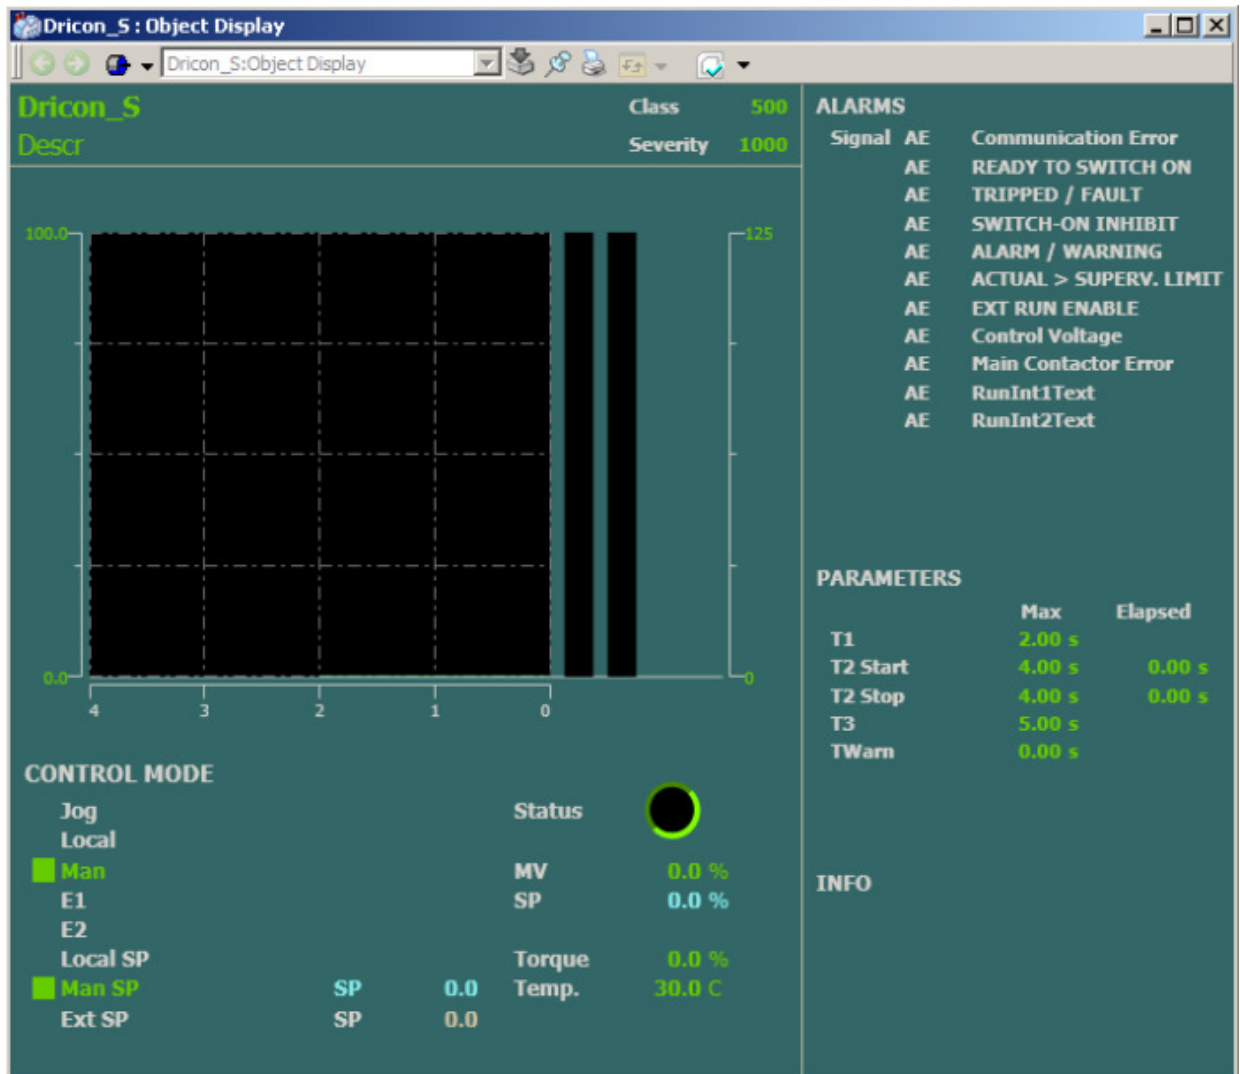 Dricon_S : Object Display
Dricon_S:Object Display
Dricon_S
Descr
Class 500
Severity 1000
100.0
0.0
125
0
4 3 2 1 0
CONTROL MODE
Jog
Local
Man
E1
E2
Local SP
Man SP SP 0.0
Ext SP SP 0.0
Status
MV 0.0 %
SP 0.0 %
Torque 0.0 %
Temp. 30.0 C
ALARMS
Signal AE Communication Error
AE READY TO SWITCH ON
AE TRIPPED / FAULT
AE SWITCH-ON INHIBIT
AE ALARM / WARNING
AE ACTUAL > SUPERV. LIMIT
AE EXT RUN ENABLE
AE Control Voltage
AE Main Contactor Error
AE RunInt1Text
AE RunInt2Text
PARAMETERS
Max Elapsed
T1 2.00 s
T2 Start 4.00 s 0.00 s
T2 Stop 4.00 s 0.00 s
T3 5.00 s
TWarn 0.00 s
INFO